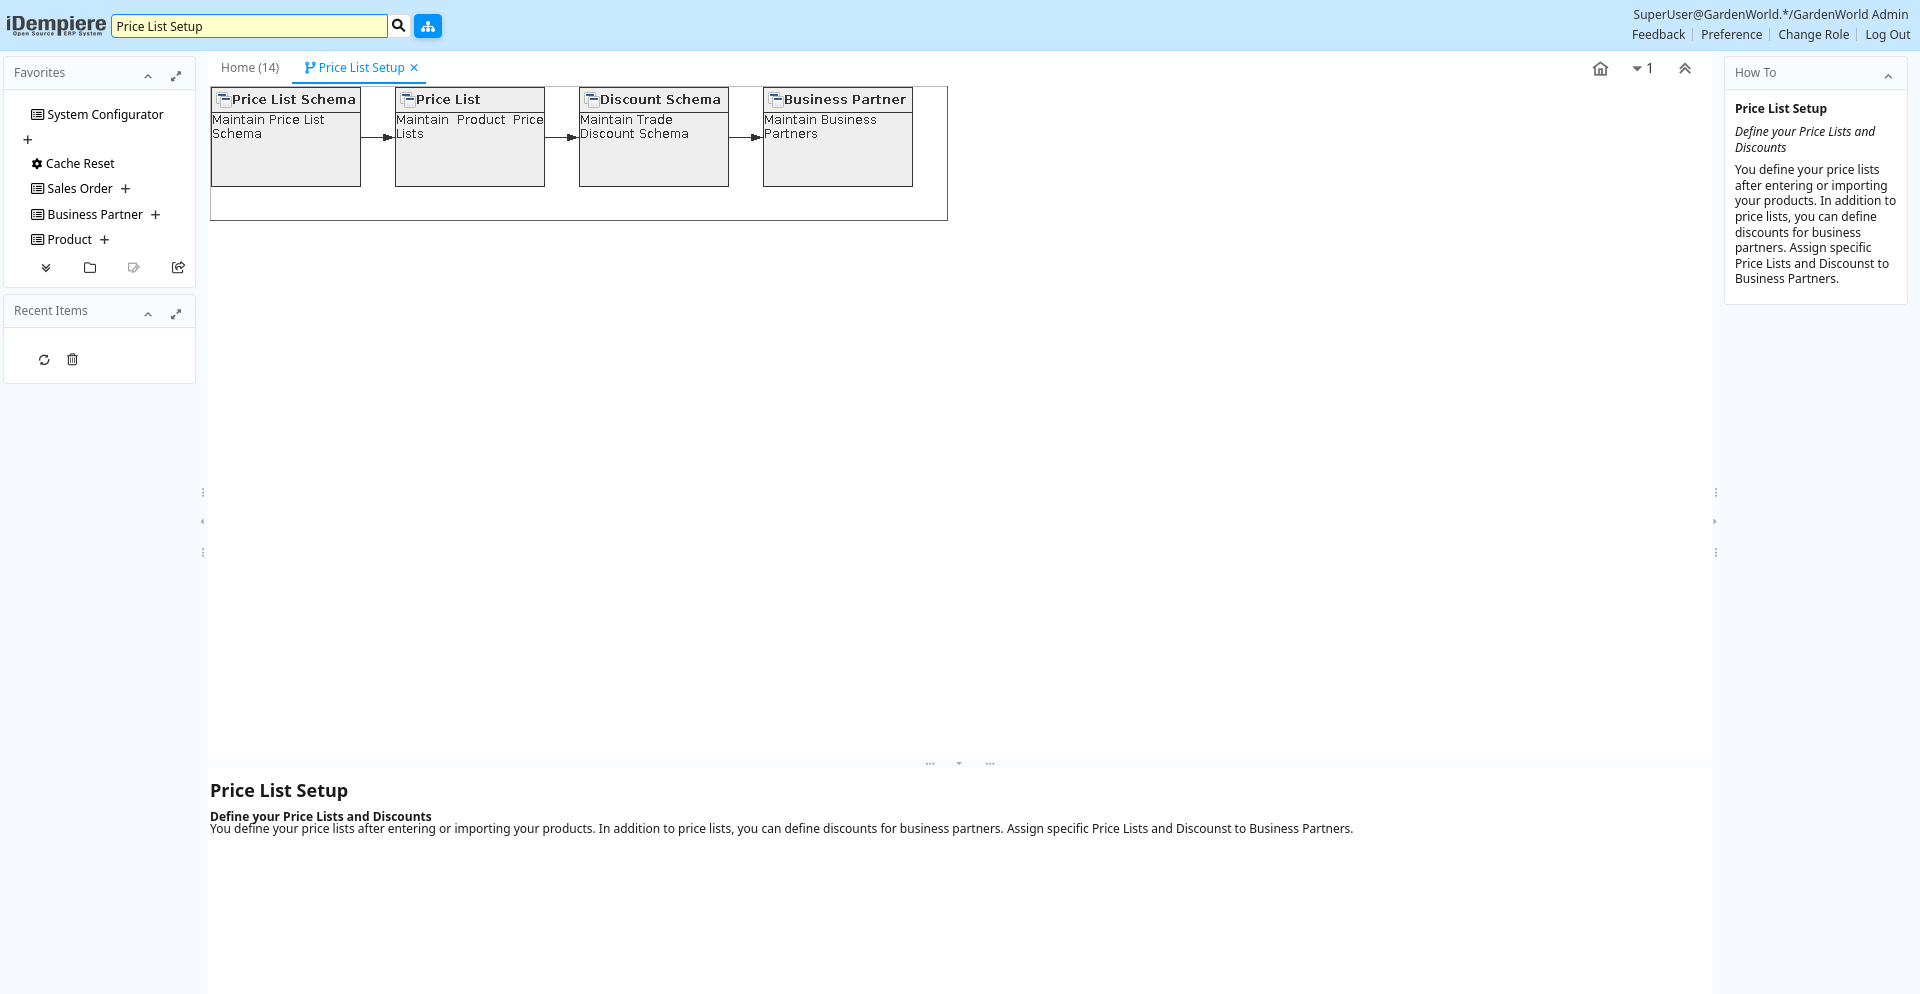 iDempiere
Open Source ERP System
Price List Setup
SuperUser@GardenWorld.*/GardenWorld Admin
Feedback
Preference
Change Role
Log Out
Favorites
System Configurator
Cache Reset
Sales Order
Business Partner
Product
Recent Items
Home (14)
Price List Setup
1
Price List Schema
Maintain Price List
Schema
Price List
Maintain Product Price
Lists
Discount Schema
Maintain Trade
Discount Schema
Business Partner
Maintain Business
Partners
Price List Setup
Define your Price Lists and Discounts
You define your price lists after entering or importing your products. In addition to price lists, you can define discounts for business partners. Assign specific Price Lists and Discounst to Business Partners.
How To
Price List Setup
Define your Price Lists and
Discounts
You define your price lists
after entering or importing
your products. In addition to
price lists, you can define
discounts for business
partners. Assign specific
Price Lists and Discounst to
Business Partners.